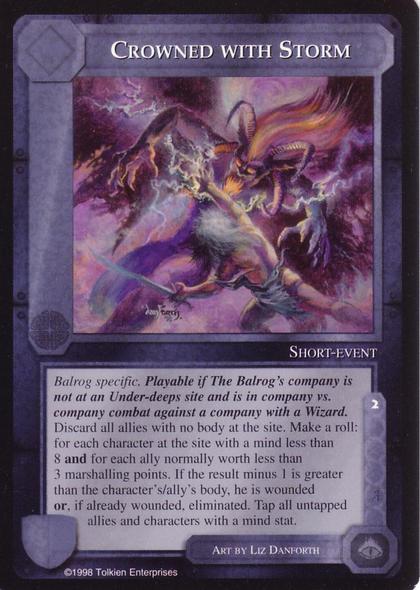 CROWNED WITH STORM
SHORT-EVENT
Balrog specific. Playable if The Balrog's company is
not at an Under-deeps site and is in company vs.
company combat against a company with a Wizard.
Discard all allies with no body at the site. Make a roll:
for each character at the site with a mind less than
8 and for each ally normally worth less than
3 marshalling points. If the result minus 1 is greater
than the character's/ally's body, he is wounded
or, if already wounded, eliminated. Tap all untapped
allies and characters with a mind stat.
2
ART BY LIZ DANFORTH
©1998 Tolkien Enterprises